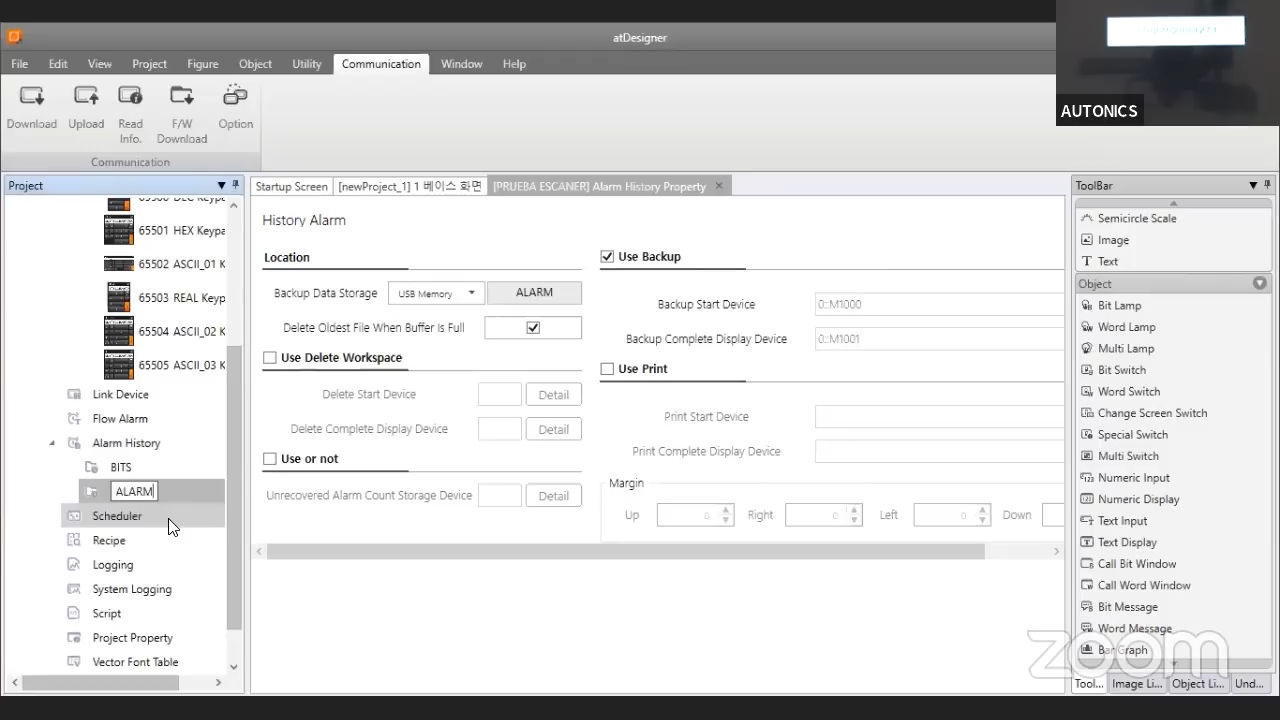 atDesigner
AUTONICS
File Edit View Project Figure Object Utility Communication Window Help
Download Upload Read Info. F/W Download Option
Communication
Project
65501 HEX Keypa
65502 ASCII_01 K
65503 REAL Keyp
65504 ASCII_02 K
65505 ASCII_03 K
Link Device
Flow Alarm
Alarm History
BITS
ALARM
Scheduler
Recipe
Logging
System Logging
Script
Project Property
Vector Font Table
Startup Screen [newProject_1] 1 베이스 화면 [PRUEBA ESCANER] Alarm History Property
History Alarm
Location
Backup Data Storage USB Memory ALARM
Delete Oldest File When Buffer Is Full
Use Delete Workspace
Delete Start Device Detail
Delete Complete Display Device Detail
Use or not
Unrecovered Alarm Count Storage Device Detail
Use Backup
Backup Start Device 0::M1000
Backup Complete Display Device 0::M1001
Use Print
Print Start Device
Print Complete Display Device
Margin
Up 0 Right 0 Left 0 Down
ToolBar
Semicircle Scale
Image
T Text
Object
Bit Lamp
Word Lamp
Multi Lamp
Bit Switch
Word Switch
Change Screen Switch
Special Switch
Multi Switch
Numeric Input
Numeric Display
Text Input
Text Display
Call Bit Window
Call Word Window
Bit Message
Word Message
Bar Graph
Tool... Image Li... Object Li... Und...
zoom